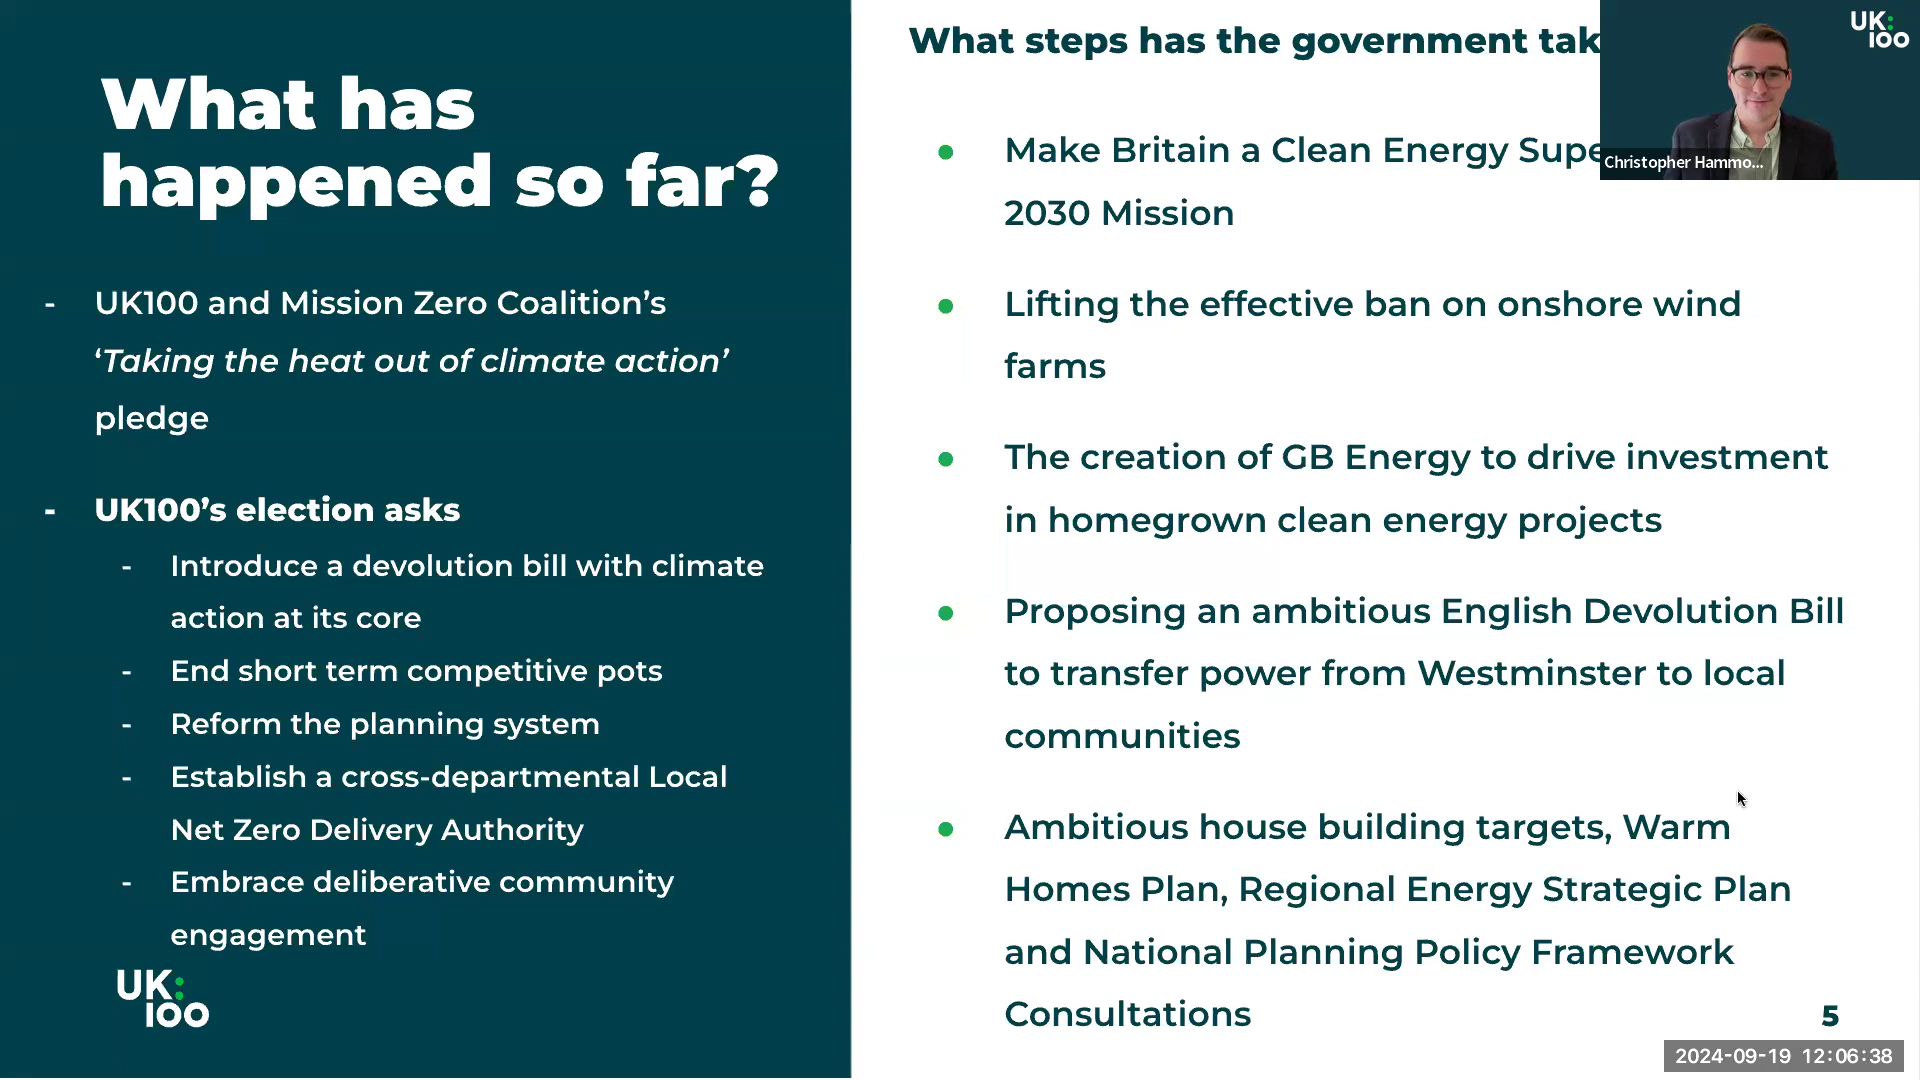 What has
happened so far?
- UK100 and Mission Zero Coalition’s
‘Taking the heat out of climate action’
pledge
- UK100’s election asks
- Introduce a devolution bill with climate
action at its core
- End short term competitive pots
- Reform the planning system
- Establish a cross-departmental Local
Net Zero Delivery Authority
- Embrace deliberative community
engagement
UK:
100
What steps has the government tak
● Make Britain a Clean Energy Supe
2030 Mission
● Lifting the effective ban on onshore wind
farms
● The creation of GB Energy to drive investment
in homegrown clean energy projects
● Proposing an ambitious English Devolution Bill
to transfer power from Westminster to local
communities
● Ambitious house building targets, Warm
Homes Plan, Regional Energy Strategic Plan
and National Planning Policy Framework
Consultations
5
UK:
100
Christopher Hammo...
2024-09-19 12:06:38